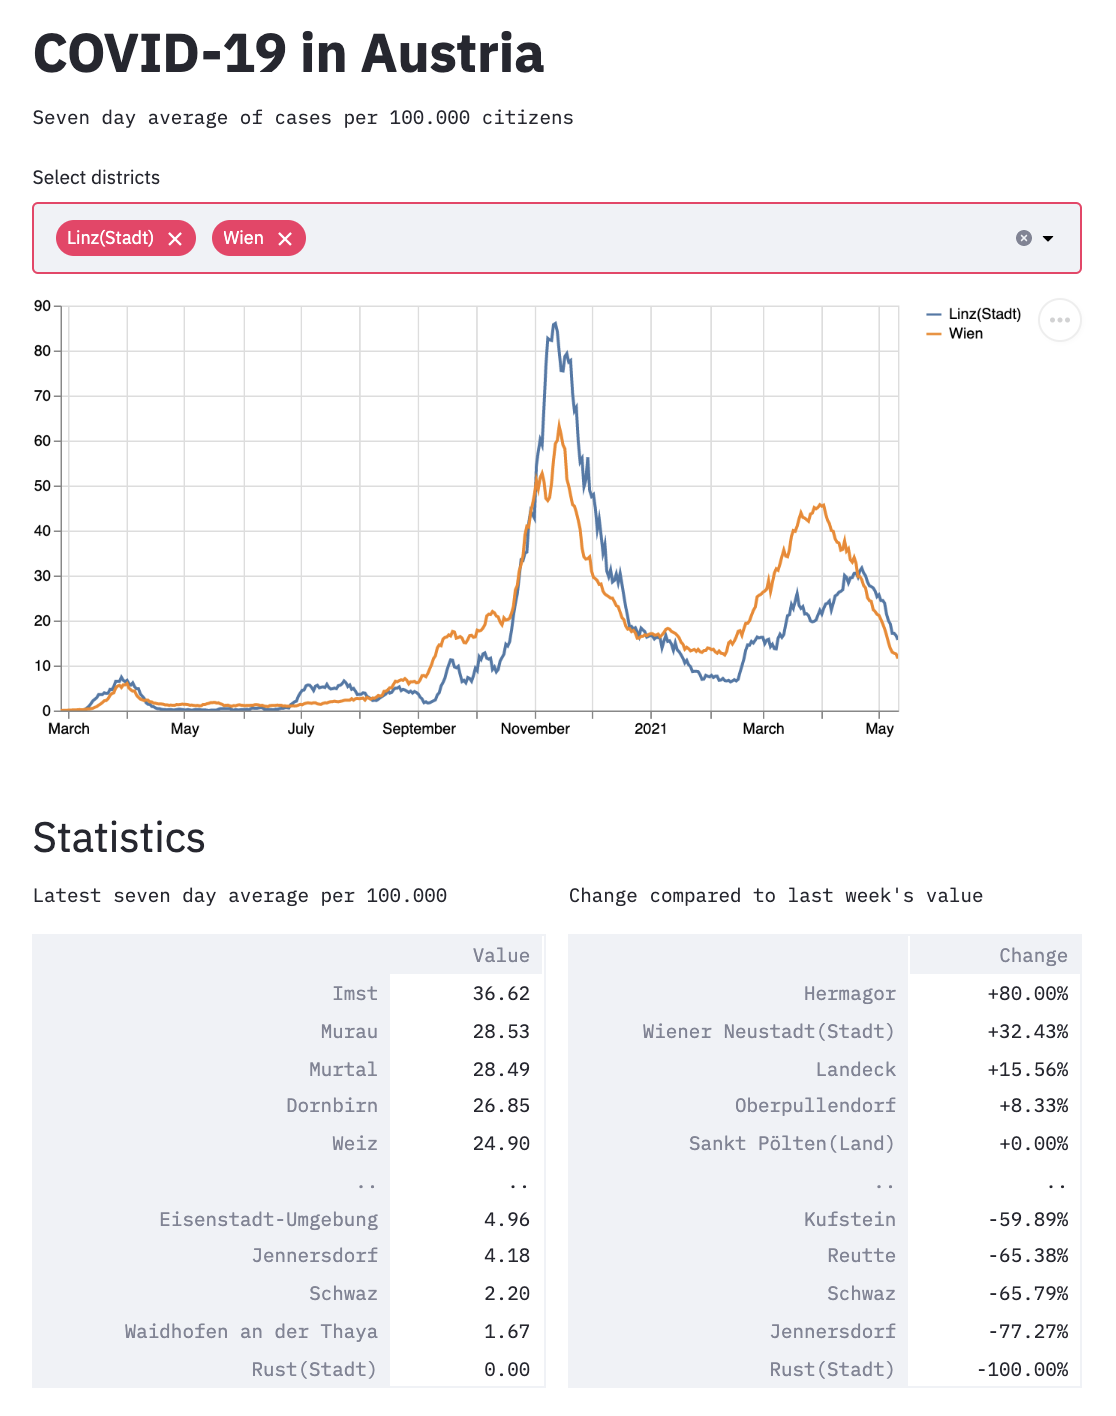 COVID-19 in Austria
Seven day average of cases per 100.000 citizens
Select districts
Linz(Stadt) Wien
90
80
70
60
50
40
30
20
10
0
March May July September November 2021 March May
Linz(Stadt)
Wien
Statistics
Latest seven day average per 100.000
Value
Imst 36.62
Murau 28.53
Murtal 28.49
Dornbirn 26.85
Weiz 24.90
.. ..
Eisenstadt-Umgebung 4.96
Jennersdorf 4.18
Schwaz 2.20
Waidhofen an der Thaya 1.67
Rust(Stadt) 0.00
Change compared to last week's value
Change
Hermagor +80.00%
Wiener Neustadt(Stadt) +32.43%
Landeck +15.56%
Oberpullendorf +8.33%
Sankt Pölten(Land) +0.00%
.. ..
Kufstein -59.89%
Reutte -65.38%
Schwaz -65.79%
Jennersdorf -77.27%
Rust(Stadt) -100.00%